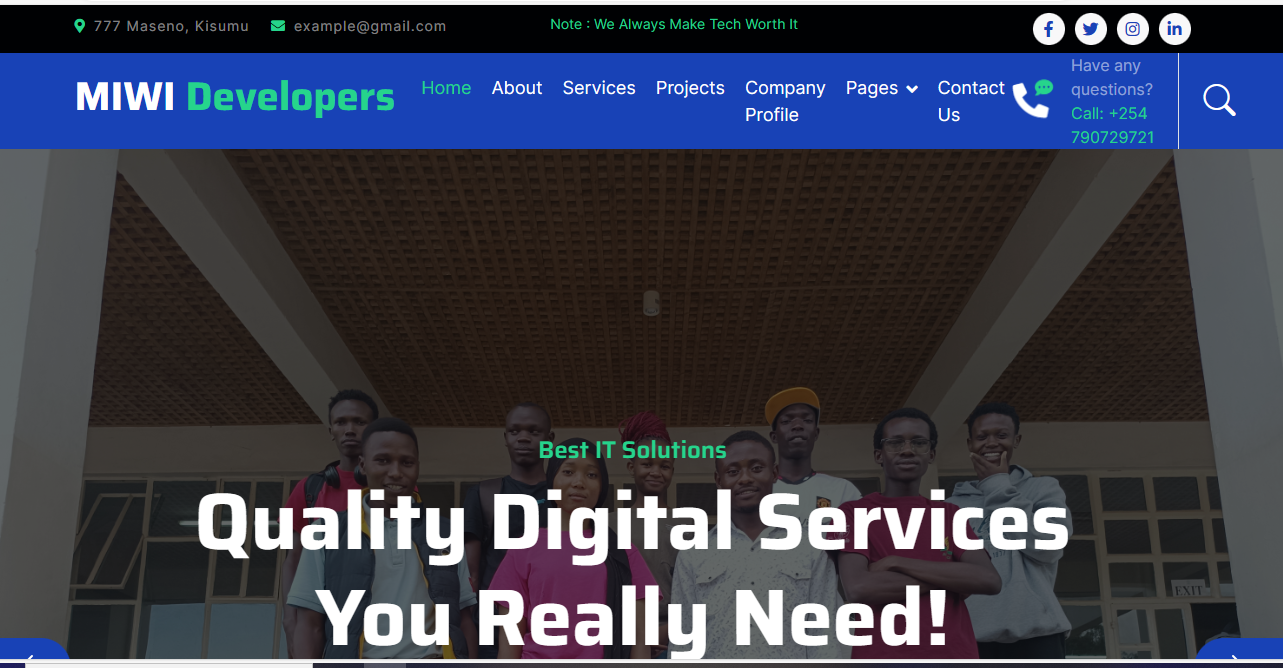 777 Maseno, Kisumu
example@gmail.com
Note : We Always Make Tech Worth It
MIWI Developers
Home
About
Services
Projects
Company
Profile
Pages
Contact
Us
Have any
questions?
Call: +254
790729721
Best IT Solutions
Quality Digital Services
You Really Need!
EXIT